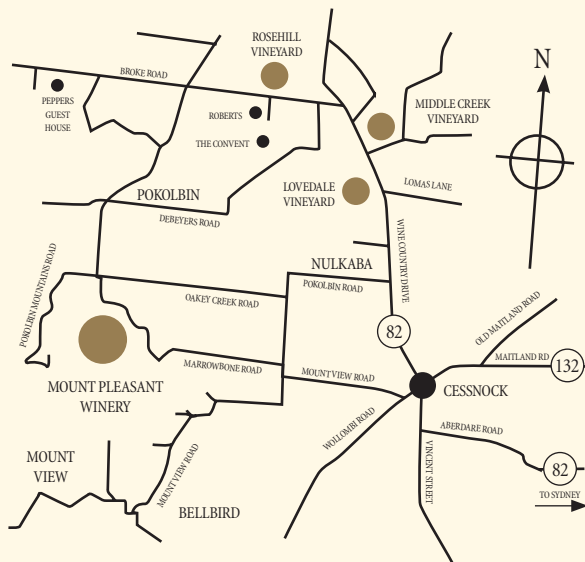 ROSEHILL
VINEYARD
N
BROKE ROAD
PEPPERS
GUEST
HOUSE
ROBERTS
THE CONVENT
MIDDLE CREEK
VINEYARD
POKOLBIN
LOVEDALE
VINEYARD
LOMAS LANE
DEBEYERS ROAD
WINE COUNTRY DRIVE
NULKABA
POKOLBIN ROAD
POKOLBIN MOUNTAINS ROAD
OAKEY CREEK ROAD
OLD MAITLAND ROAD
82
MAITLAND RD
132
MARROWBONE ROAD
MOUNT VIEW ROAD
MOUNT PLEASANT
WINERY
CESSNOCK
WOLLOMBI ROAD
ABERDARE ROAD
MOUNT
VIEW
MOUNT VIEW ROAD
VINCENT STREET
82
TO SYDNEY
BELLBIRD